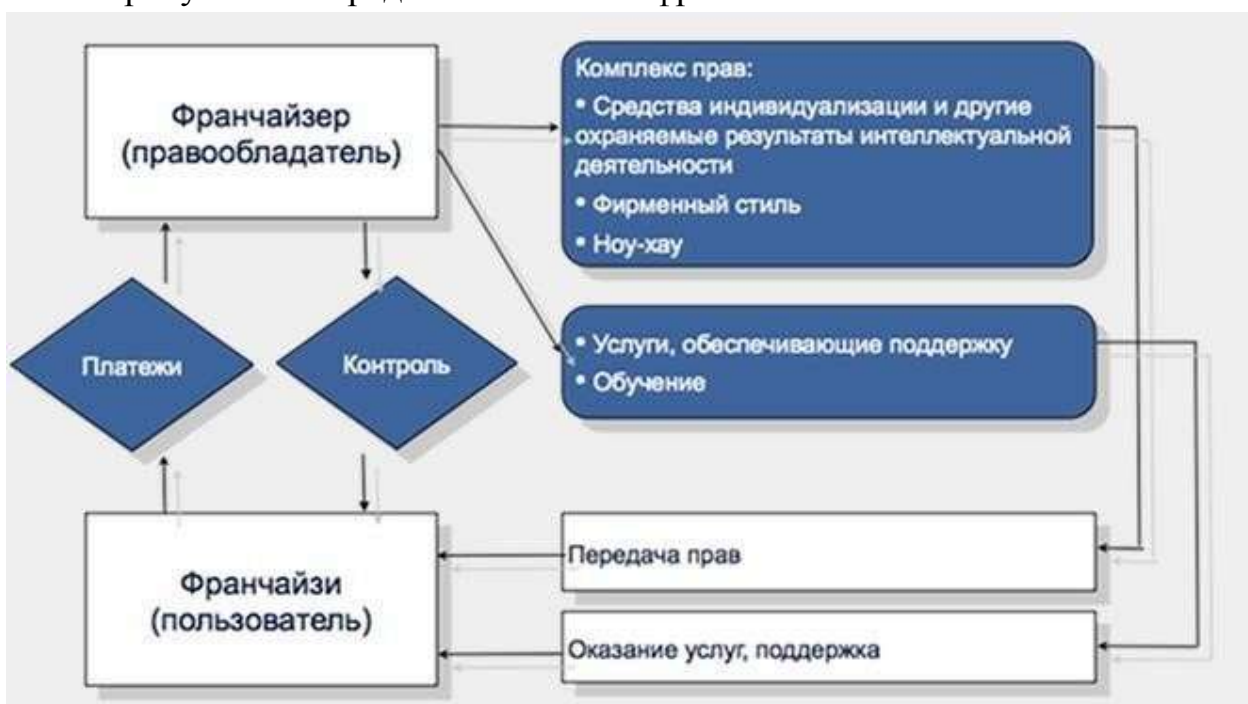 Франчайзер
(правообладатель)
Комплекс прав:
• Средства индивидуализации и другие
охраняемые результаты интеллектуальной
деятельности
• Фирменный стиль
• Ноу-хау
Платежи
Контроль
• Услуги, обеспечивающие поддержку
• Обучение
Франчайзи
(пользователь)
Передача прав
Оказание услуг, поддержка